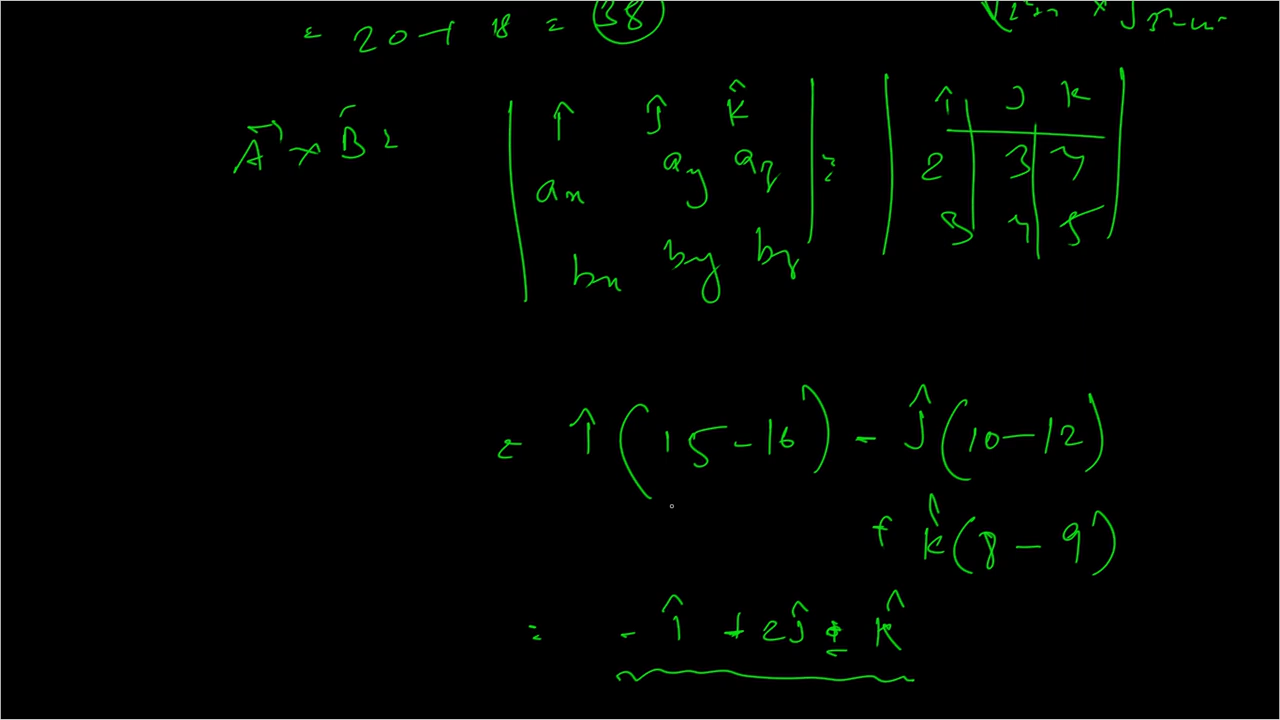 = 20 + 18 = 38
A × B = | î ĵ k̂ | = | î j k |
ax ay az 2 3 4
bx by bz 3 4 5
= î (15 - 16) - ĵ (10 - 12)
+ k̂ (8 - 9)
= - î + 2ĵ - k̂